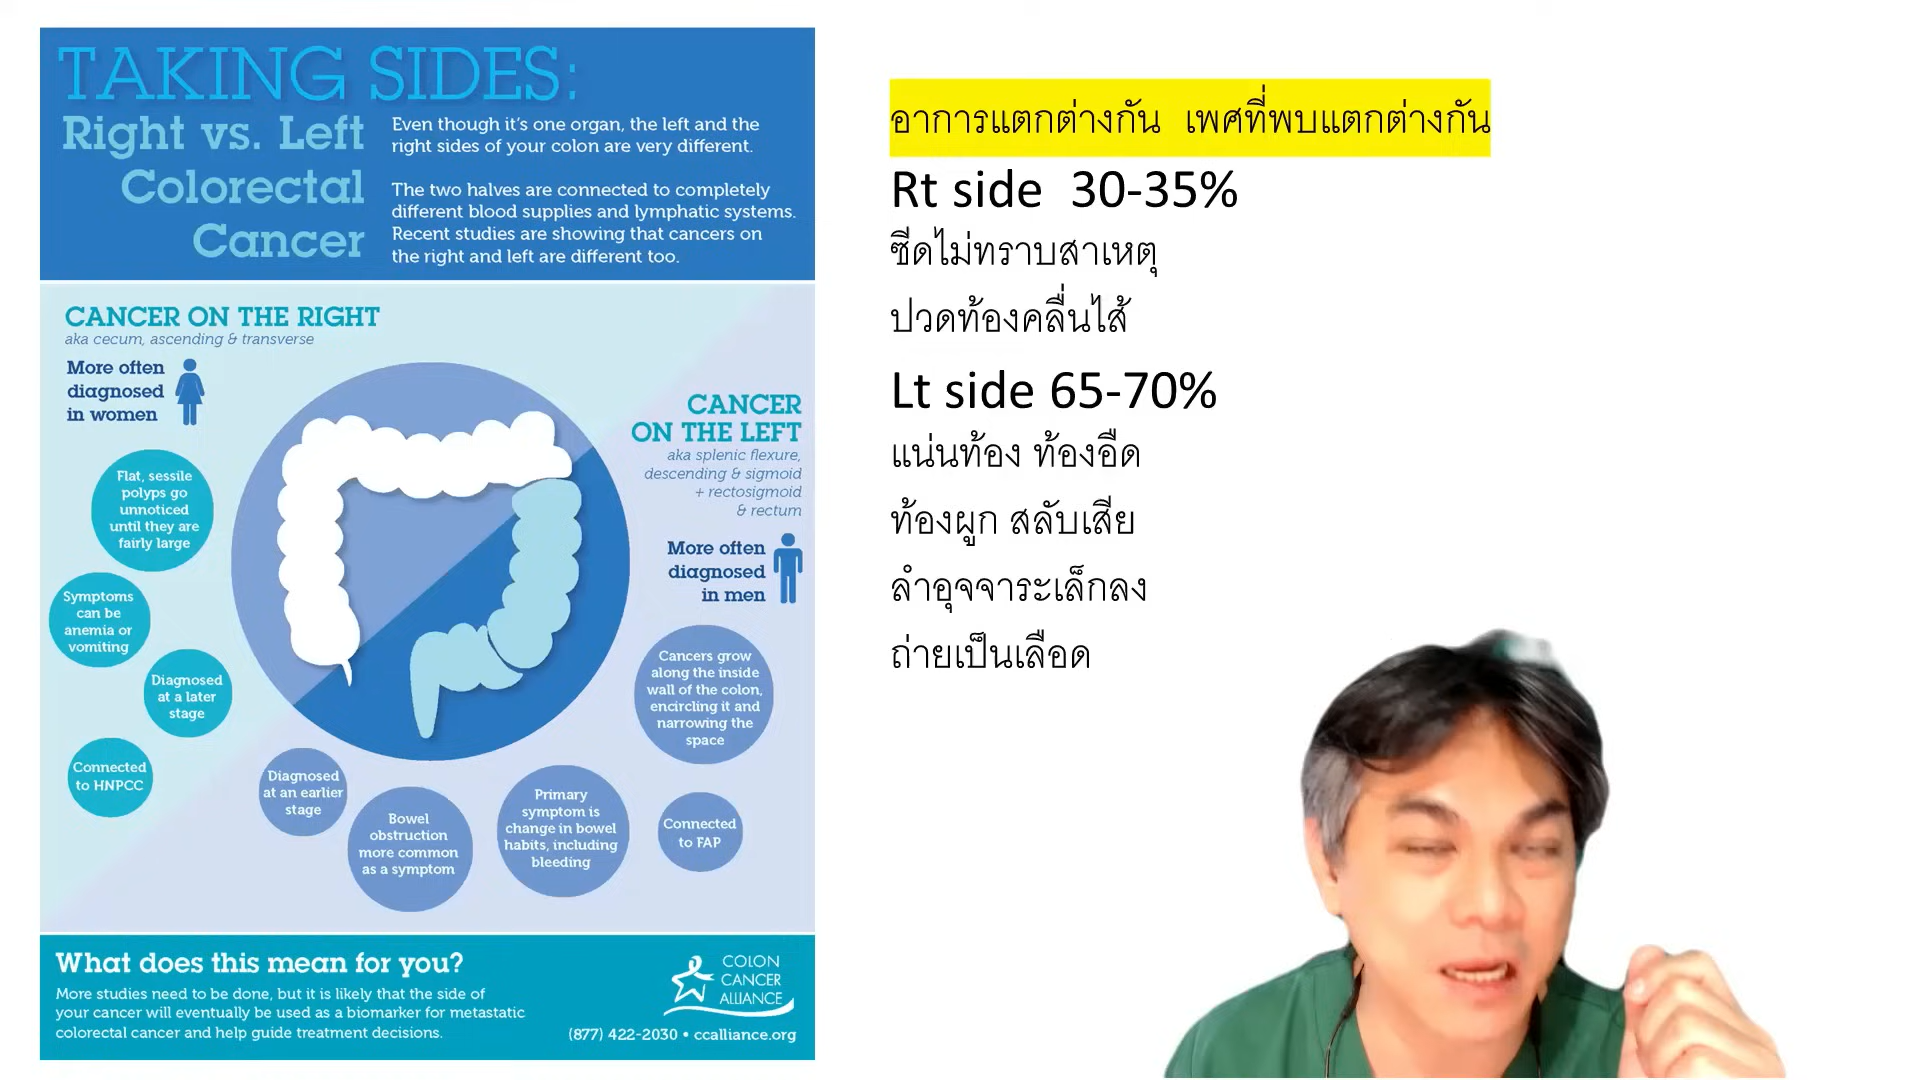 TAKING SIDES:
Right vs. Left
Colorectal
Cancer
Even though it's one organ, the left and the
right sides of your colon are very different.
The two halves are connected to completely
different blood supplies and lymphatic systems.
Recent studies are showing that cancers on
the right and left are different too.
CANCER ON THE RIGHT
aka cecum, ascending & transverse
More often
diagnosed
in women
Flat, sessile
polyps go
unnoticed
until they are
fairly large
Symptoms
can be
anemia or
vomiting
Diagnosed
at a later
stage
Connected
to HNPCC
CANCER
ON THE LEFT
aka splenic flexure,
descending & sigmoid
+ rectosigmoid
& rectum
More often
diagnosed
in men
Cancers grow
along the inside
wall of the colon,
encircling it and
narrowing the
space
Diagnosed
at an earlier
stage
Bowel
obstruction
more common
as a symptom
Primary
symptom is
change in bowel
habits, including
bleeding
Connected
to FAP
What does this mean for you?
More studies need to be done, but it is likely that the side of
your cancer will eventually be used as a biomarker for metastatic
colorectal cancer and help guide treatment decisions.
COLON
CANCER
ALLIANCE
(877) 422-2030 • ccalliance.org
อาการแตกต่างกัน เพศที่พบแตกต่างกัน
Rt side 30-35%
ซีดไม่ทราบสาเหตุ
ปวดท้องคลื่นไส้
Lt side 65-70%
แน่นท้อง ท้องอืด
ท้องผูก สลับเสีย
ลำอุจจาระเล็กลง
ถ่ายเป็นเลือด